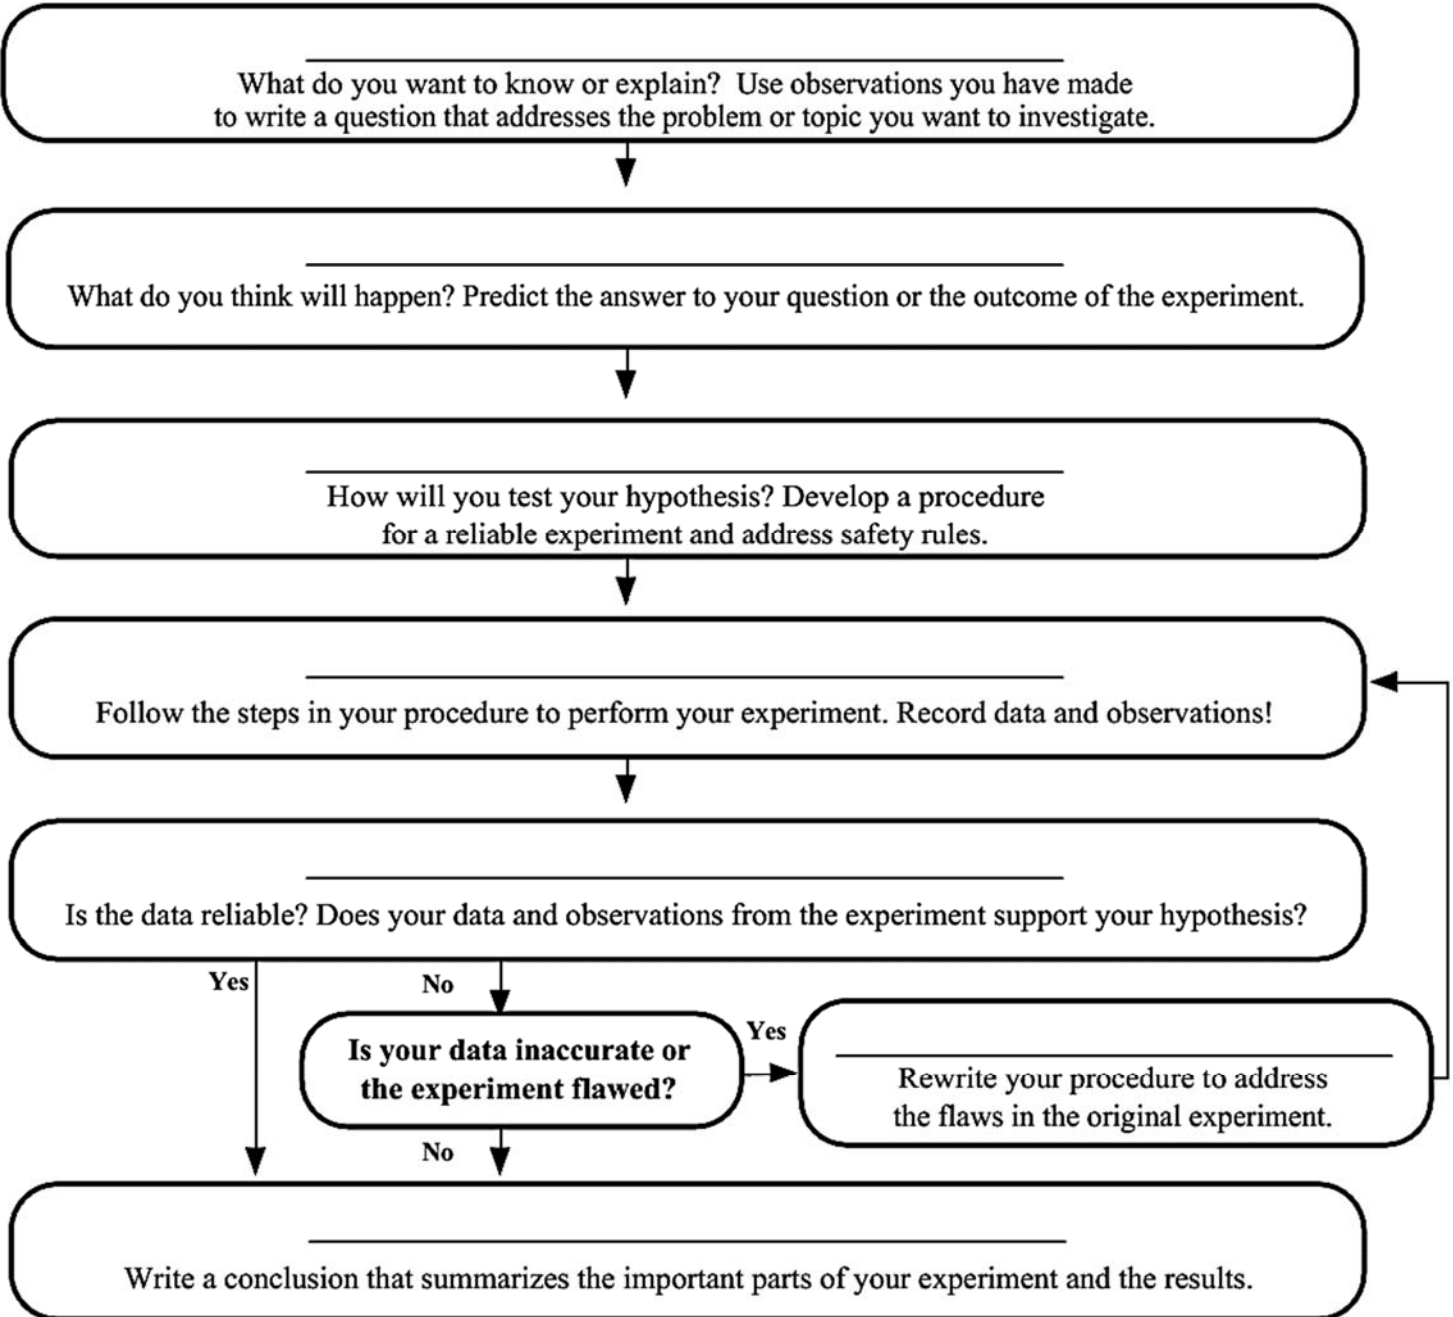 What do you want to know or explain?  Use observations you have made
to write a question that addresses the problem or topic you want to investigate.
What do you think will happen? Predict the answer to your question or the outcome of the experiment.
How will you test your hypothesis? Develop a procedure
for a reliable experiment and address safety rules.
Follow the steps in your procedure to perform your experiment. Record data and observations!
Is the data reliable? Does your data and observations from the experiment support your hypothesis?
Yes
No
Is your data inaccurate or
the experiment flawed?
Yes
Rewrite your procedure to address
the flaws in the original experiment.
No
Write a conclusion that summarizes the important parts of your experiment and the results.